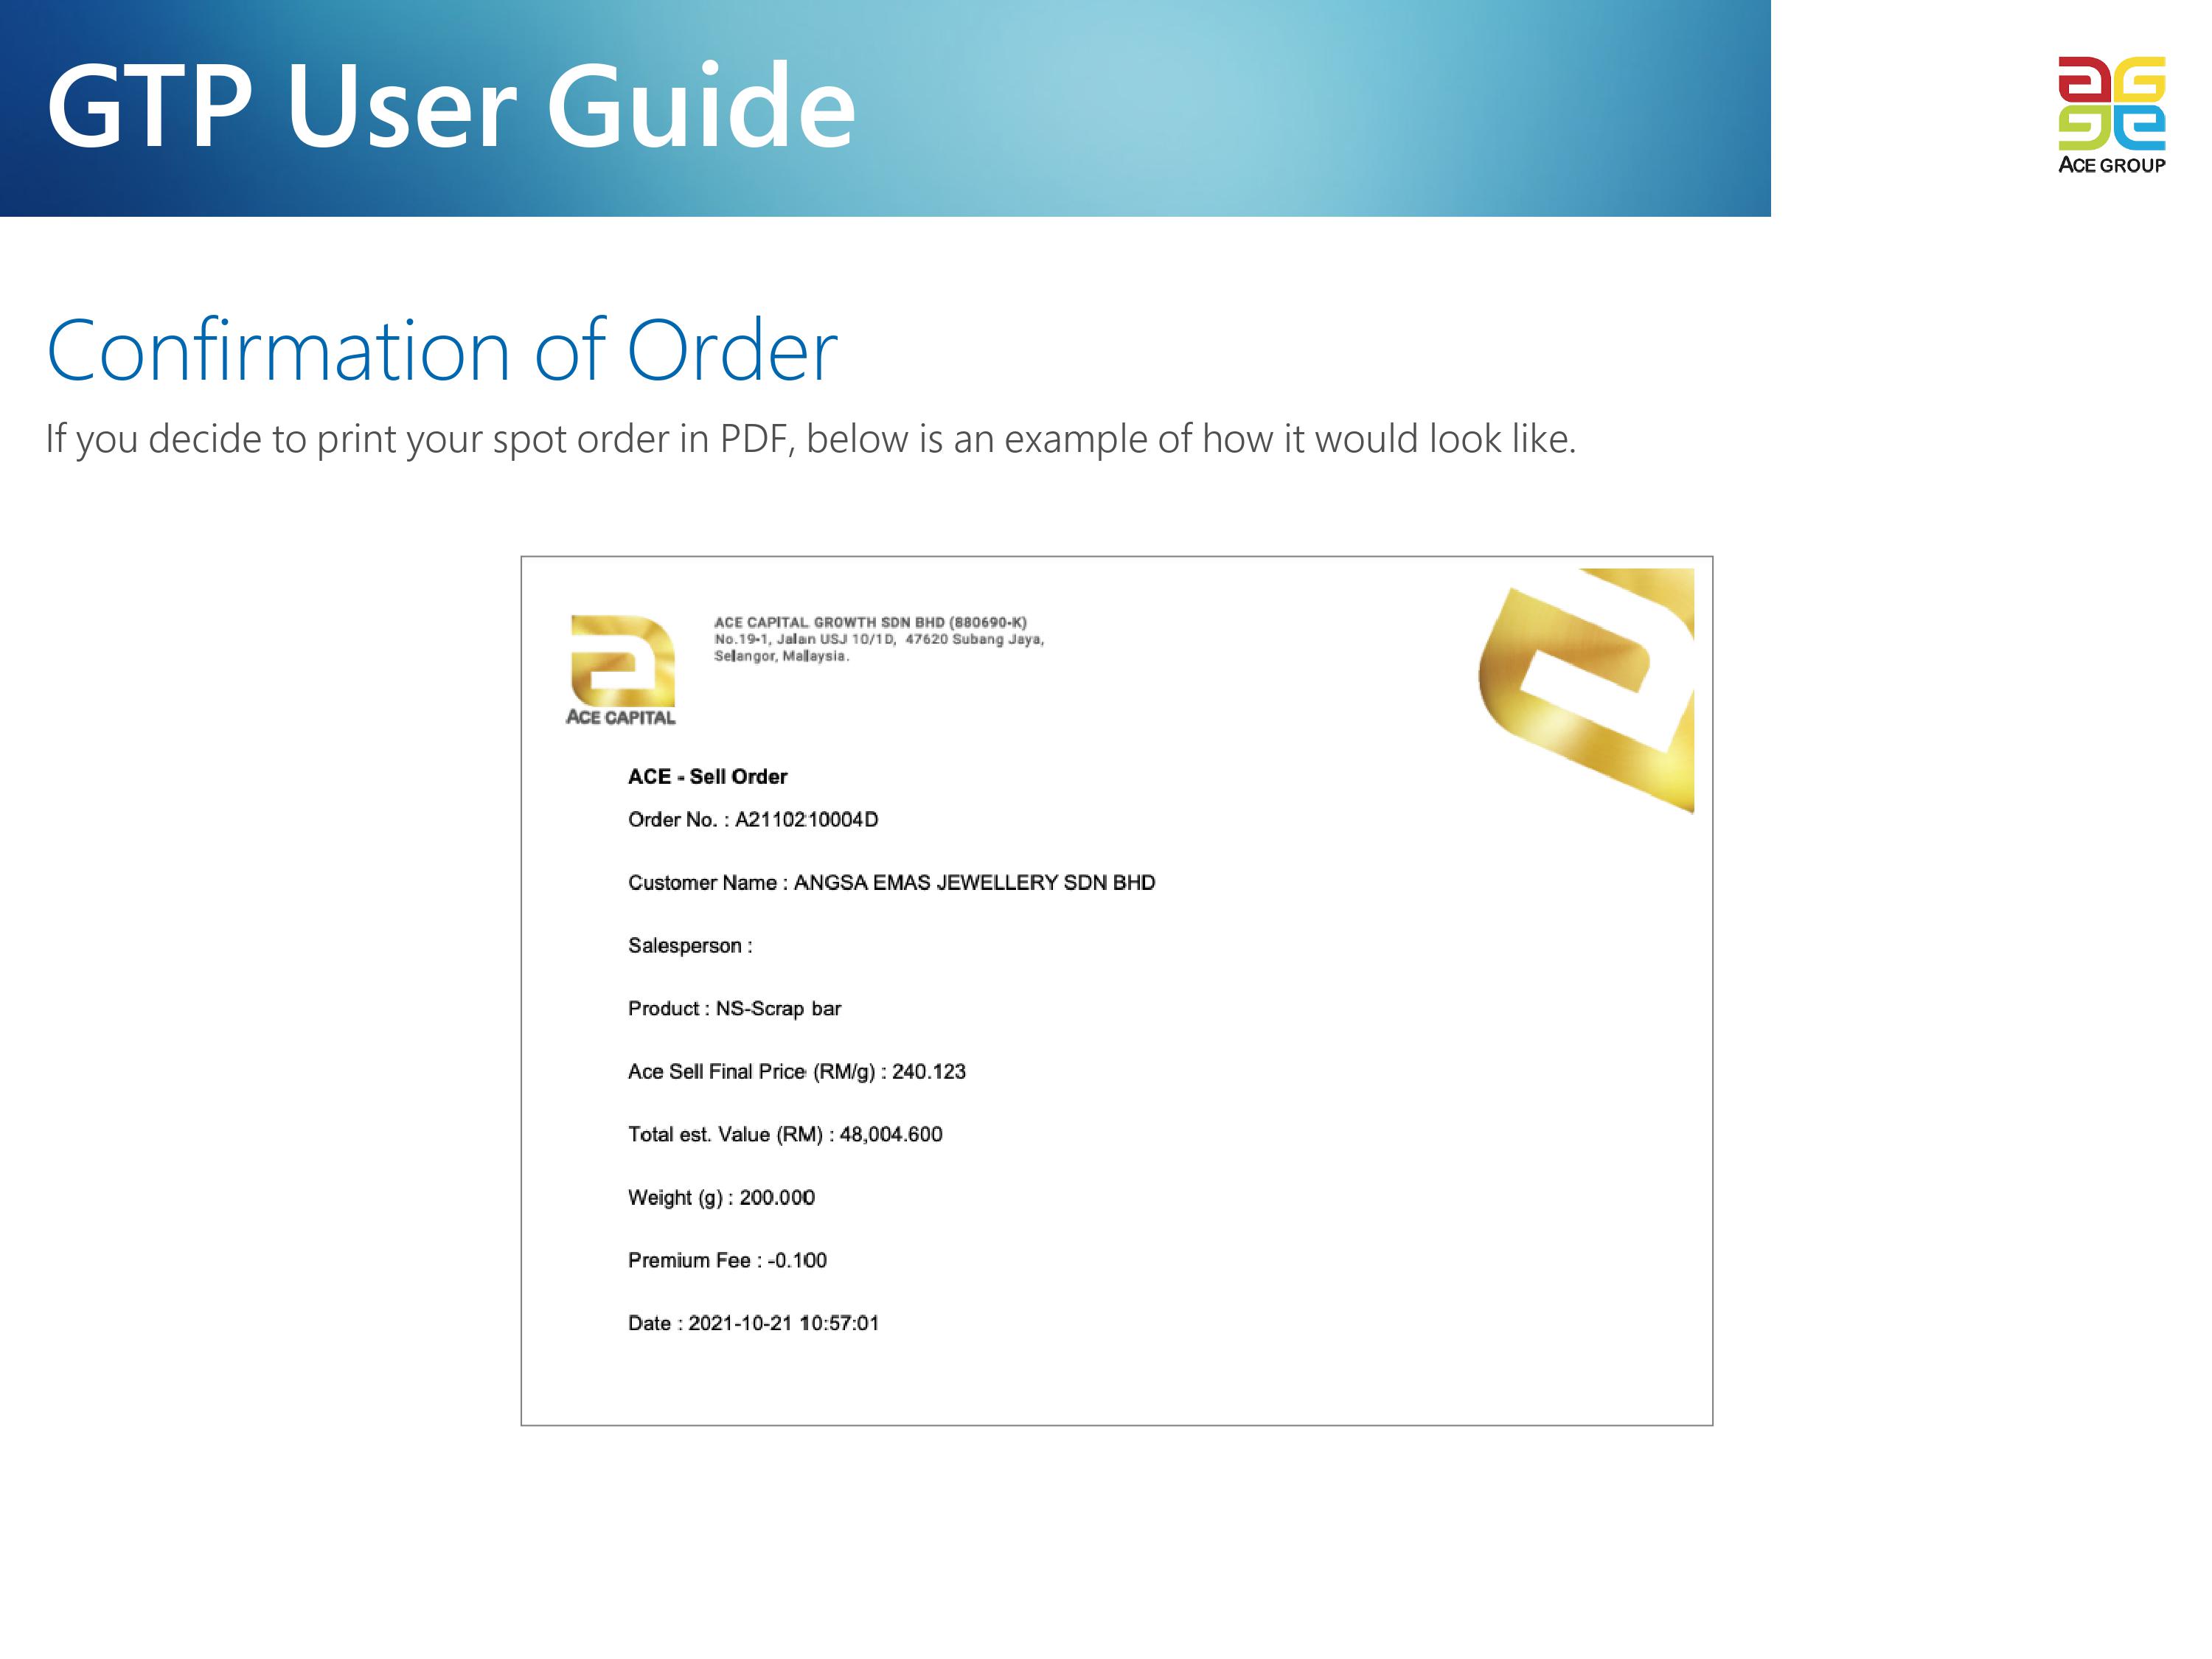 GTP User Guide
ACE GROUP
Confirmation of Order
If you decide to print your spot order in PDF, below is an example of how it would look like.
ACE CAPITAL GROWTH SDN BHD (880690-K)
No.19-1, Jalan USJ 10/1D, 47620 Subang Jaya,
Selangor, Malaysia.
ACE CAPITAL
ACE - Sell Order
Order No. : A2110210004D
Customer Name : ANGSA EMAS JEWELLERY SDN BHD
Salesperson :
Product : NS-Scrap bar
Ace Sell Final Price (RM/g) : 240.123
Total est. Value (RM) : 48,004.600
Weight (g) : 200.000
Premium Fee : -0.100
Date : 2021-10-21 10:57:01